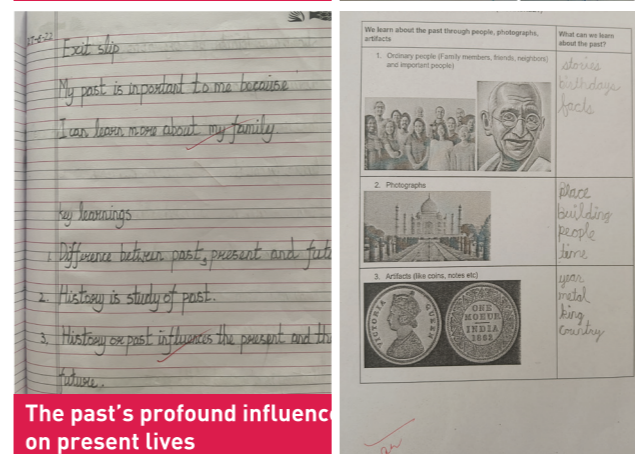 27-6-22
Exit slip
My past is inportant to me because
I can learn more about my family
key learnings
1. Difference between past, present and futu
2. History is study of past.
3. History or past influences the present and th
future.
The past's profound influenc
on present lives
We learn about the past through people, photographs,
artifacts
What can we learn
about the past?
1. Ordinary people (Family members, friends, neighbors)
and important people)
stories
birthdays
facts
2. Photographs
place
building
people
time
3. Artifacts (like coins, notes etc)
year
metal
king
country
VICTORIA QUEEN
ONE
MOHUR
INDIA
1862